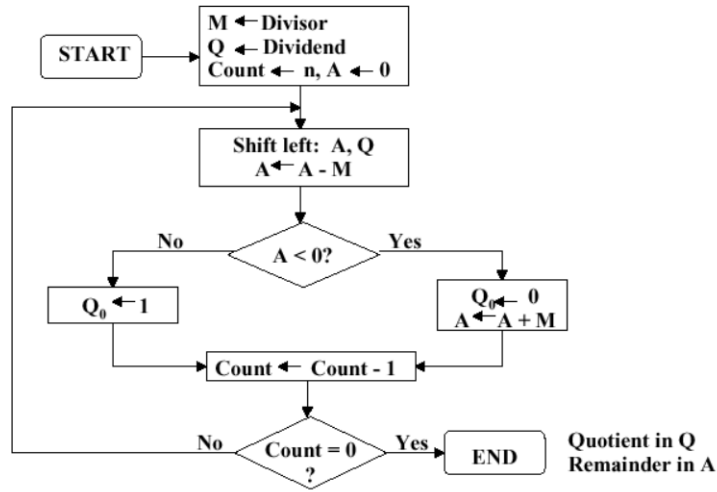 M ← Divisor
START
Q ← Dividend
Count ← n, A ← 0
Shift left: A, Q
A ← A - M
No
Yes
A < 0?
Q₀ ← 1
Q₀ ← 0
A ← A + M
Count ← Count - 1
No
Count = 0
?
Yes
END
Quotient in Q
Remainder in A